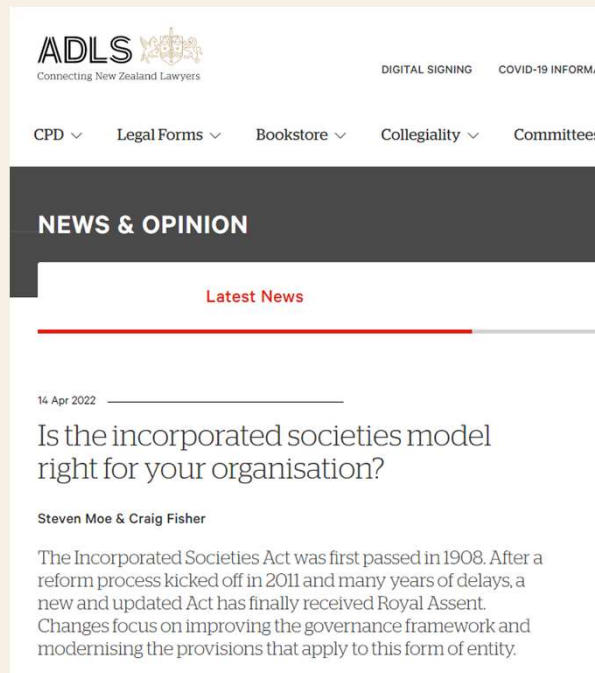 ADLS
Connecting New Zealand Lawyers
DIGITAL SIGNING COVID-19 INFORMA
CPD Legal Forms Bookstore Collegiality Committees
NEWS & OPINION
Latest News
14 Apr 2022
Is the incorporated societies model
right for your organisation?
Steven Moe & Craig Fisher
The Incorporated Societies Act was first passed in 1908. After a
reform process kicked off in 2011 and many years of delays, a
new and updated Act has finally received Royal Assent.
Changes focus on improving the governance framework and
modernising the provisions that apply to this form of entity.